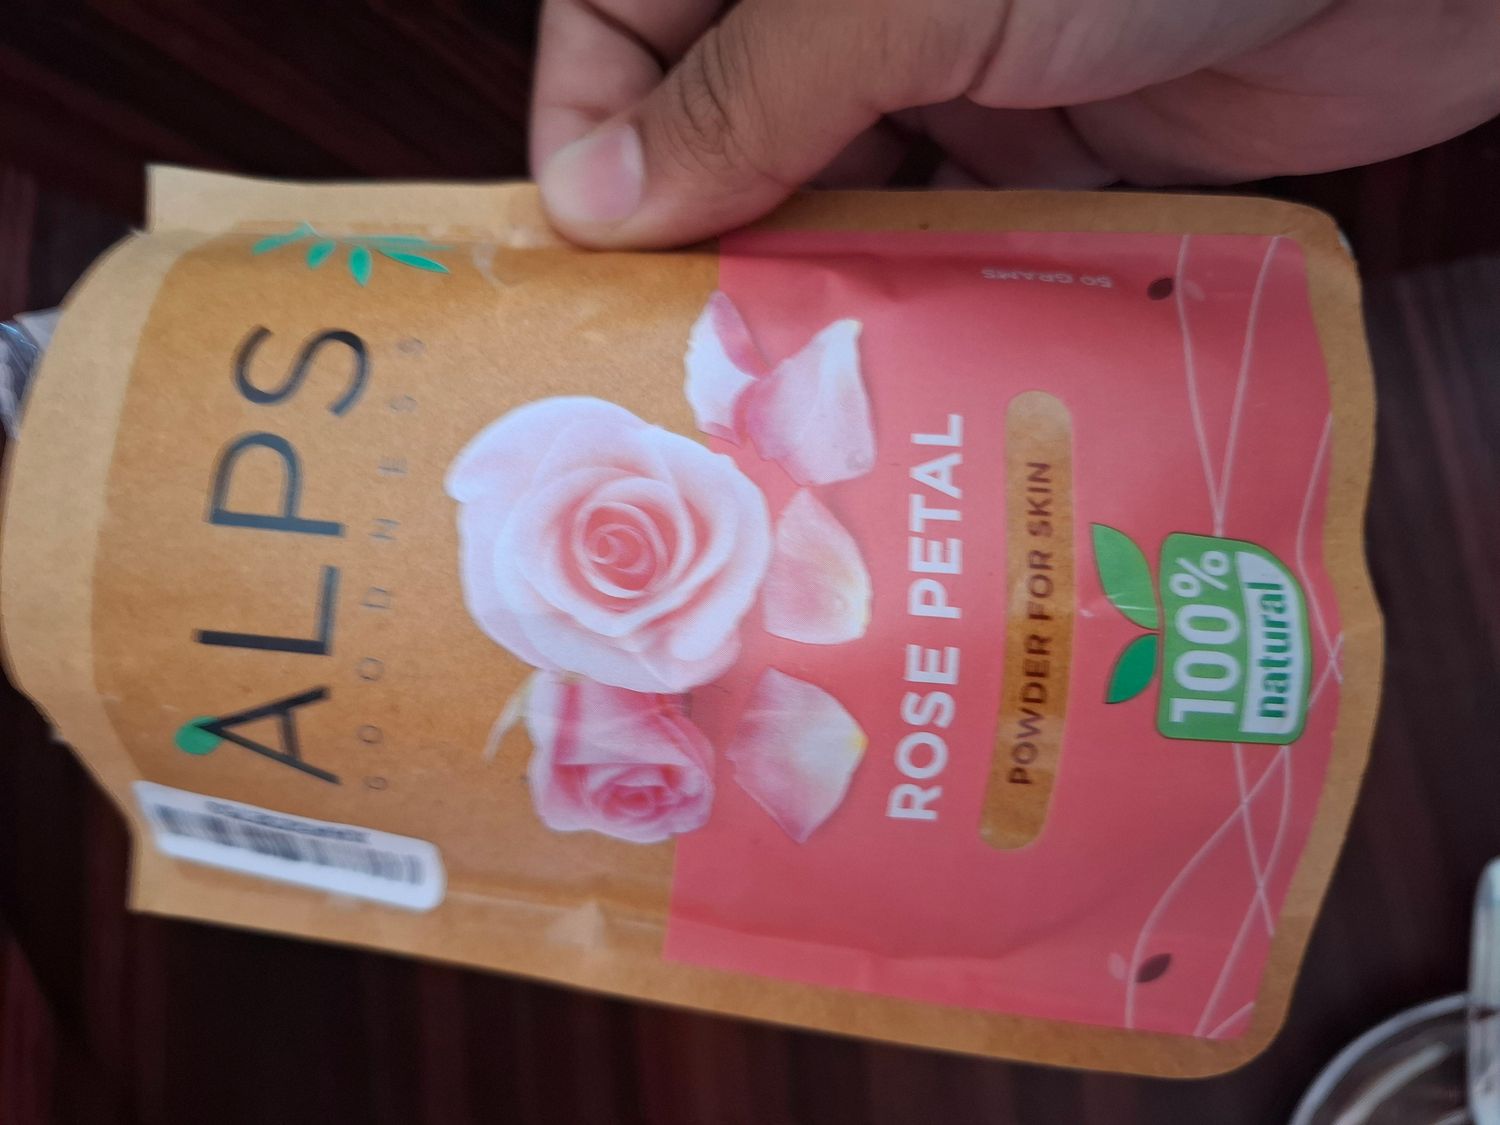 ALPS
GOODNESS
ROSE PETAL
POWDER FOR SKIN
100%
natural
50 GRAMS